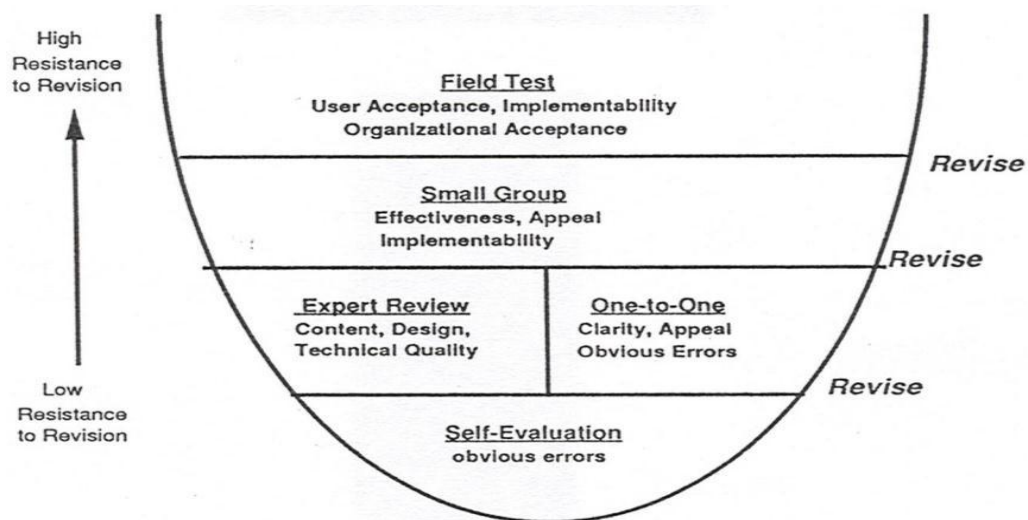 High
Resistance
to Revision
Field Test
User Acceptance, Implementability
Organizational Acceptance
Revise
Small Group
Effectiveness, Appeal
Implementability
Revise
Expert Review
Content, Design,
Technical Quality
One-to-One
Clarity, Appeal
Obvious Errors
Revise
Low
Resistance
to Revision
Self-Evaluation
obvious errors